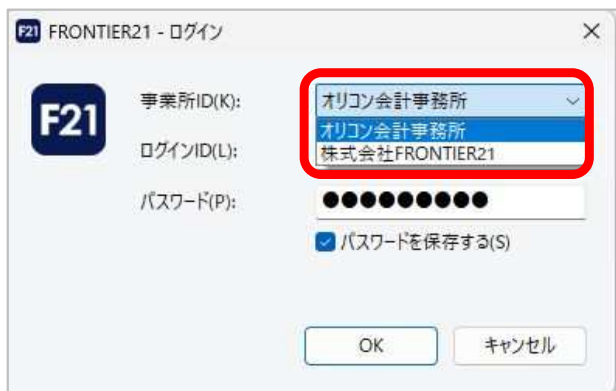 F21 FRONTIER21 - ログイン
F21
事業所ID(K):
オリコン会計事務所
オリコン会計事務所
株式会社FRONTIER21
ログインID(L):
パスワード(P):
●●●●●●●●●
パスワードを保存する(S)
OK
キャンセル